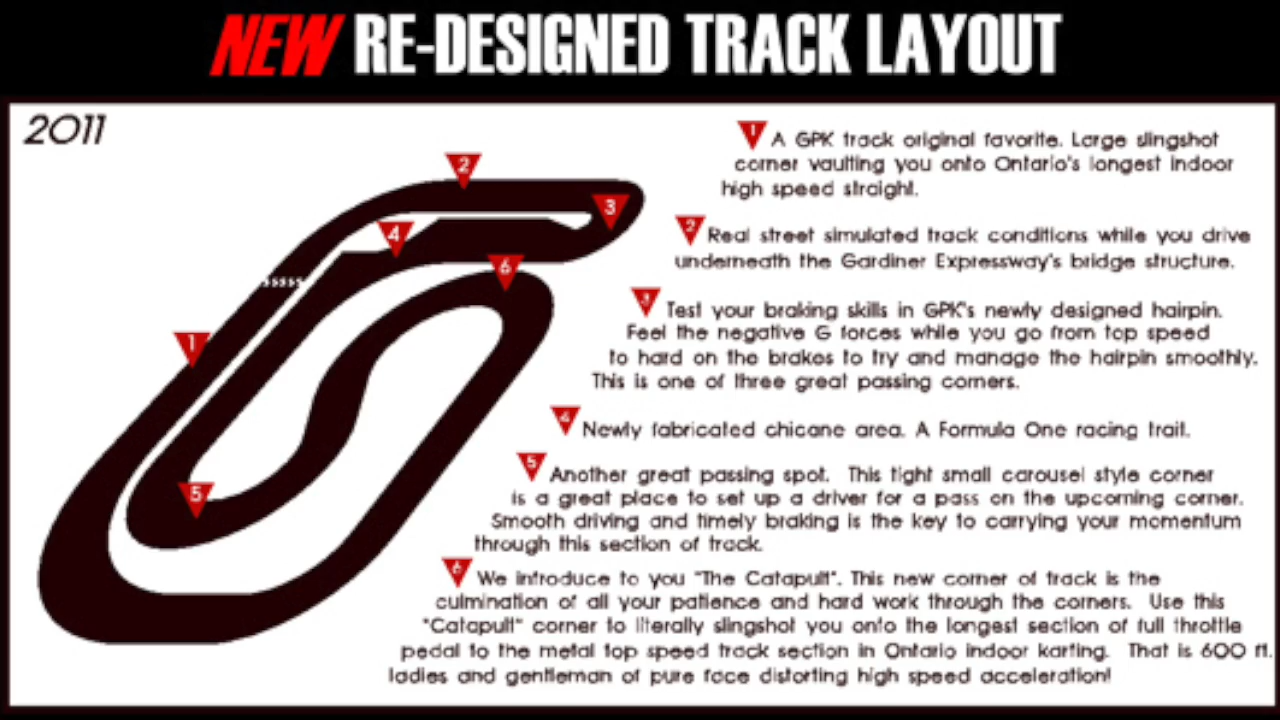 NEW RE-DESIGNED TRACK LAYOUT
2011
1 A GPK track original favorite. Large slingshot
corner vaulting you onto Ontario's longest indoor
high speed straight.
2 Real street simulated track conditions while you drive
underneath the Gardiner Expressway's bridge structure.
3 Test your braking skills in GPK's newly designed hairpin.
Feel the negative G forces while you go from top speed
to hard on the brakes to try and manage the hairpin smoothly.
This is one of three great passing corners.
4 Newly fabricated chicane area. A Formula One racing trait.
5 Another great passing spot. This tight small carousel style corner
is a great place to set up a driver for a pass on the upcoming corner.
Smooth driving and timely braking is the key to carrying your momentum
through this section of track.
6 We introduce to you "The Catapult". This new corner of track is the
culmination of all your patience and hard work through the corners. Use this
"Catapult" corner to literally slingshot you onto the longest section of full throttle
pedal to the metal top speed track section in Ontario indoor karting. That is 600 ft.
ladies and gentleman of pure face distorting high speed acceleration!
2
3
4
6
1
5